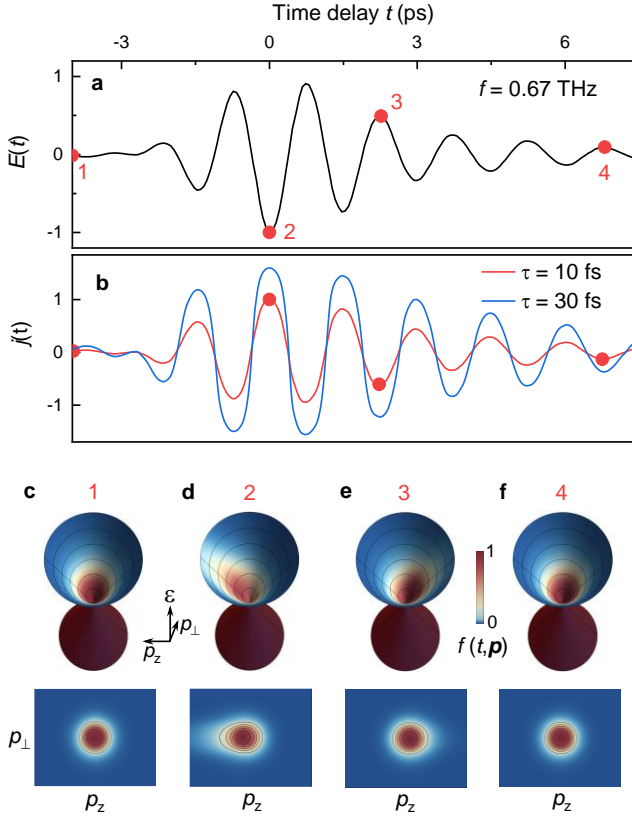 Time delay t (ps)
-3 0 3 6
a
f = 0.67 THz
3
1
0
-1
E(t)
1
2
4
b
τ = 10 fs
τ = 30 fs
1
0
-1
j(t)
c 1 d 2 e 3 f 4
ε
p⊥
pz
1
0
f (t,p)
p⊥
pz pz pz pz